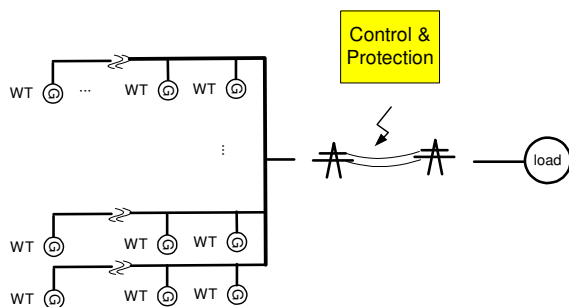 Control &
Protection
WT G ... WT G WT G
...
load
WT G WT G WT G
WT G WT G WT G